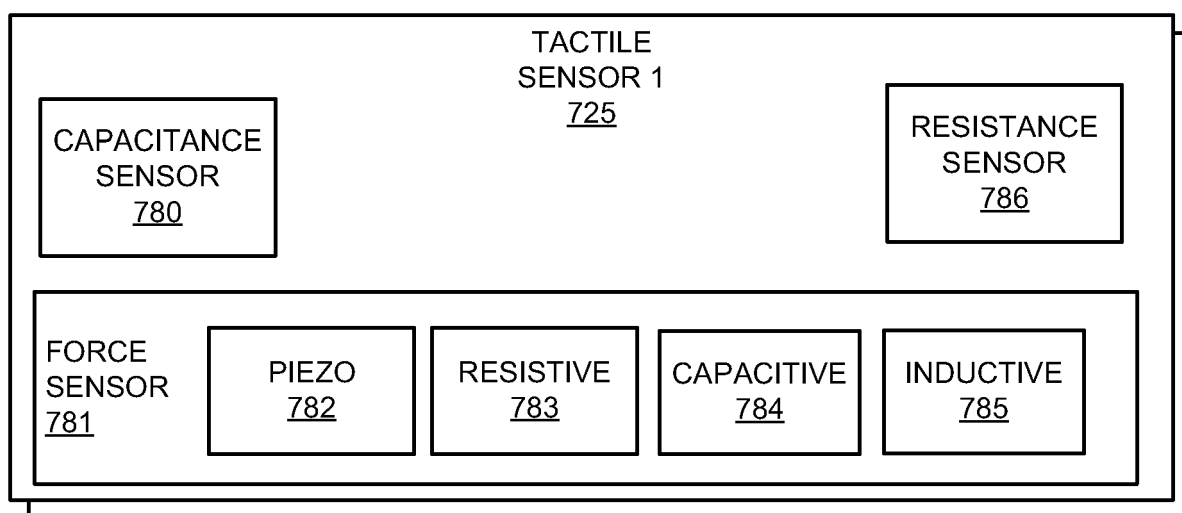 TACTILE
SENSOR 1
725
CAPACITANCE
SENSOR
780
RESISTANCE
SENSOR
786
FORCE
SENSOR
781
PIEZO
782
RESISTIVE
783
CAPACITIVE
784
INDUCTIVE
785